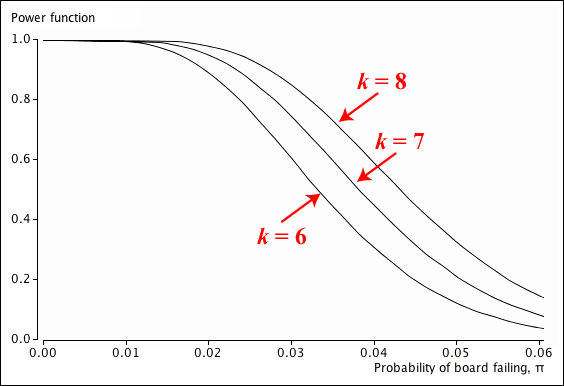 Power function
1.0
k = 8
0.8
k = 7
0.6
0.4
k = 6
0.2
0.0
0.00 0.01 0.02 0.03 0.04 0.05 0.06
Probability of board failing, π